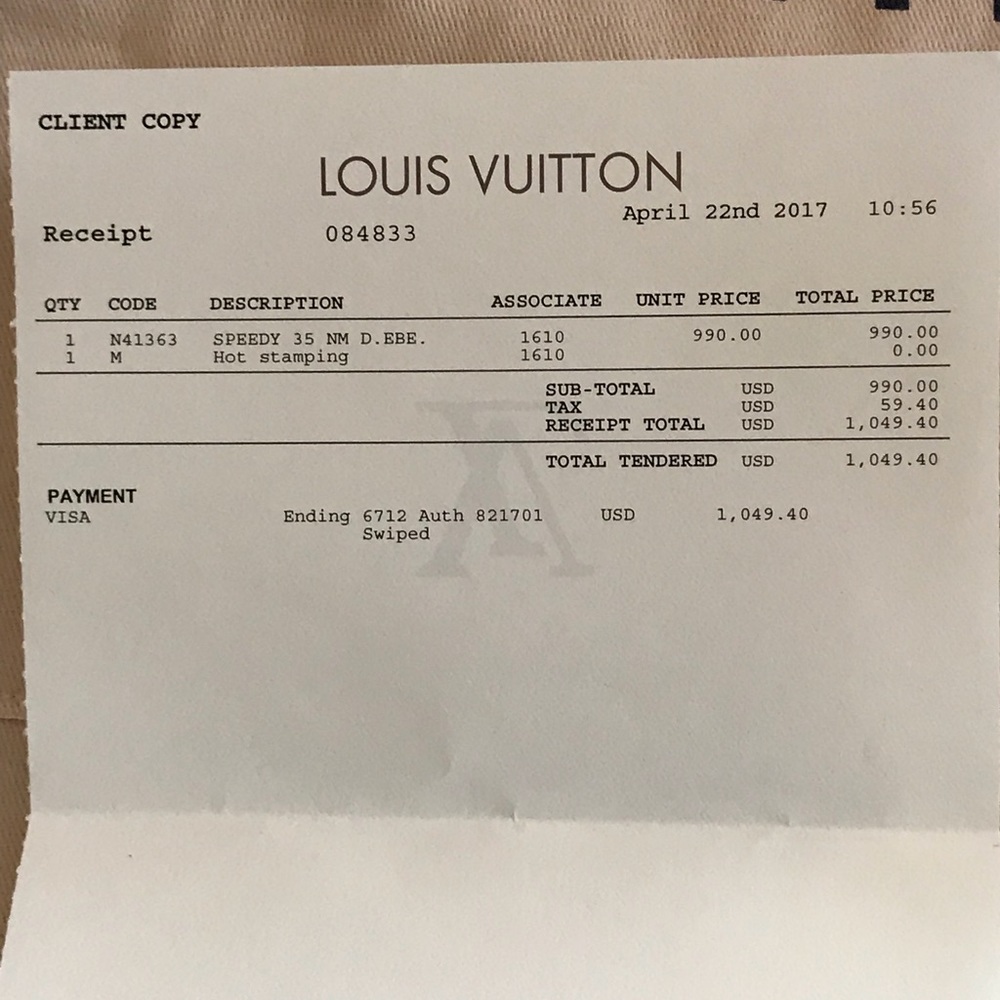 CLIENT COPY
LOUIS VUITTON
April 22nd 2017 10:56
Receipt 084833
QTY CODE DESCRIPTION ASSOCIATE UNIT PRICE TOTAL PRICE
1 N41363 SPEEDY 35 NM D.EBE. 1610 990.00 990.00
1 M Hot stamping 1610 0.00
SUB-TOTAL USD 990.00
TAX USD 59.40
RECEIPT TOTAL USD 1,049.40
TOTAL TENDERED USD 1,049.40
PAYMENT
VISA Ending 6712 Auth 821701 USD 1,049.40
Swiped